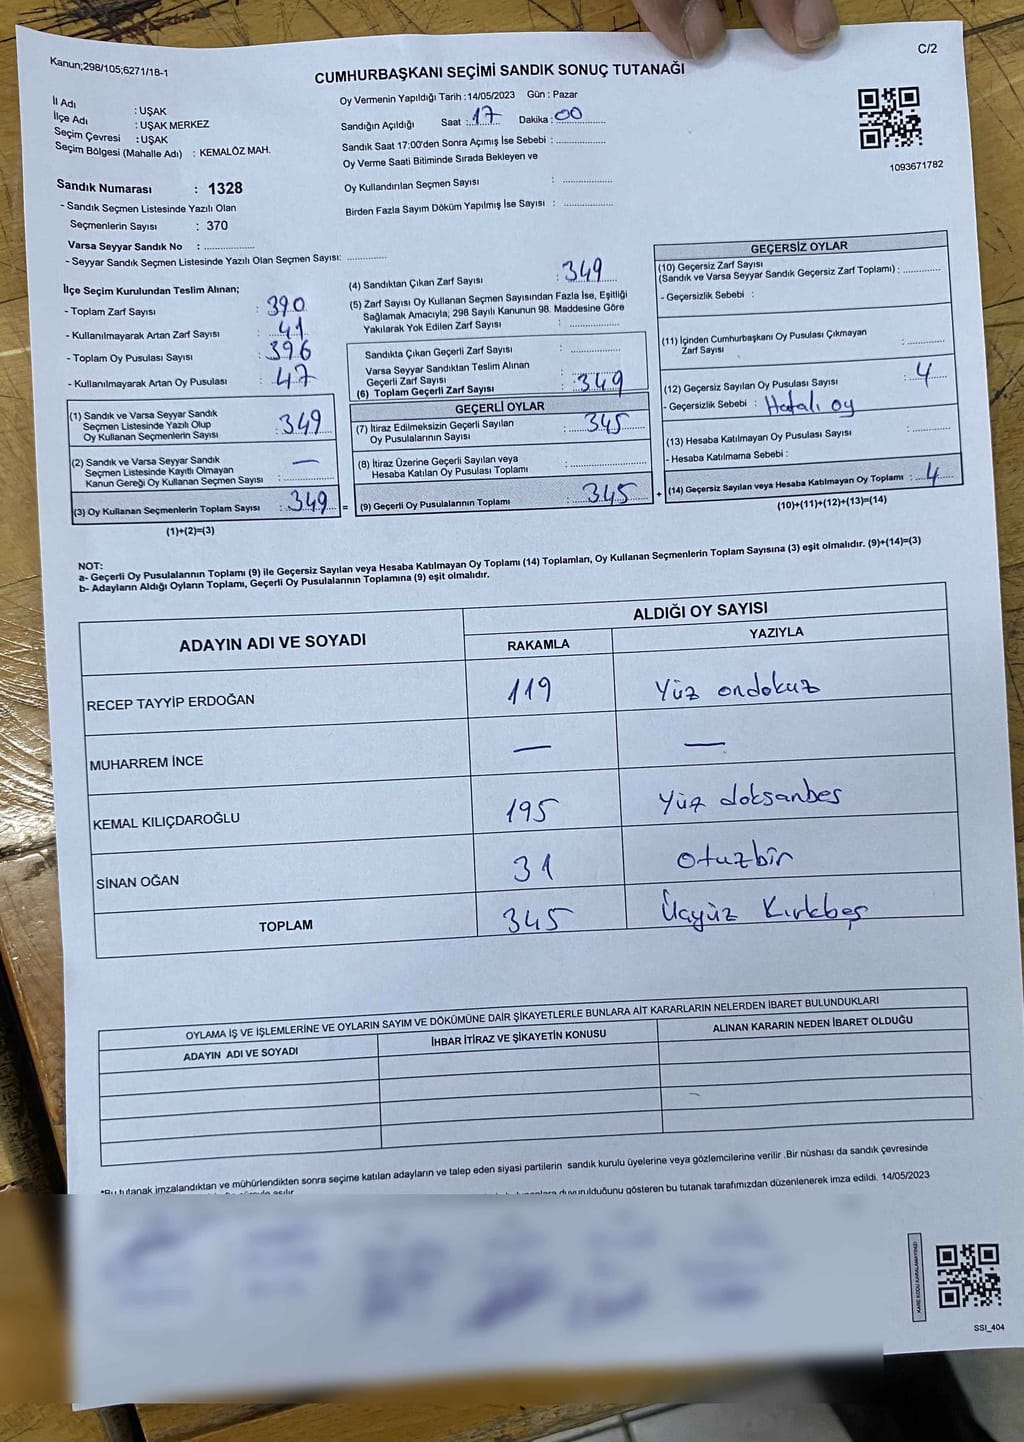 Kanun;298/105;6271/18-1
C/2
CUMHURBAŞKANI SEÇİMİ SANDIK SONUÇ TUTANAĞI
İl Adı : UŞAK
İlçe Adı : UŞAK MERKEZ
Seçim Çevresi : UŞAK
Seçim Bölgesi (Mahalle Adı) : KEMALÖZ MAH.
Oy Vermenin Yapıldığı Tarih :14/05/2023 Gün : Pazar
Sandığın Açıldığı Saat : 17 Dakika : 00
Sandık Saat 17:00'den Sonra Açımış İse Sebebi :
Oy Verme Saati Bitiminde Sırada Bekleyen ve
Oy Kullandırılan Seçmen Sayısı :
Birden Fazla Sayım Döküm Yapılmış İse Sayısı :
1093671782
Sandık Numarası : 1328
- Sandık Seçmen Listesinde Yazılı Olan
Seçmenlerin Sayısı : 370
Varsa Seyyar Sandık No :
- Seyyar Sandık Seçmen Listesinde Yazılı Olan Seçmen Sayısı:
İlçe Seçim Kurulundan Teslim Alınan;
- Toplam Zarf Sayısı : 390
- Kullanılmayarak Artan Zarf Sayısı : 41
- Toplam Oy Pusulası Sayısı : 396
- Kullanılmayarak Artan Oy Pusulası : 47
(1) Sandık ve Varsa Seyyar Sandık
Seçmen Listesinde Yazılı Olup
Oy Kullanan Seçmenlerin Sayısı : 349
(2) Sandık ve Varsa Seyyar Sandık
Seçmen Listesinde Kayıtlı Olmayan
Kanun Gereği Oy Kullanan Seçmen Sayısı : —
(3) Oy Kullanan Seçmenlerin Toplam Sayısı : 349 =
(1)+(2)=(3)
(4) Sandıktan Çıkan Zarf Sayısı : 349
(5) Zarf Sayısı Oy Kullanan Seçmen Sayısından Fazla İse, Eşitliği
Sağlamak Amacıyla; 298 Sayılı Kanunun 98. Maddesine Göre
Yakılarak Yok Edilen Zarf Sayısı :
Sandıkta Çıkan Geçerli Zarf Sayısı :
Varsa Seyyar Sandıktan Teslim Alınan
Geçerli Zarf Sayısı :
(6) Toplam Geçerli Zarf Sayısı : 349
GEÇERLİ OYLAR
(7) İtiraz Edilmeksizin Geçerli Sayılan
Oy Pusulalarının Sayısı : 345
(8) İtiraz Üzerine Geçerli Sayılan veya
Hesaba Katılan Oy Pusulası Toplamı :
(9) Geçerli Oy Pusulalarının Toplamı : 345 +
GEÇERSİZ OYLAR
(10) Geçersiz Zarf Sayısı
(Sandık ve Varsa Seyyar Sandık Geçersiz Zarf Toplamı) :
- Geçersizlik Sebebi :
(11) İçinden Cumhurbaşkanı Oy Pusulası Çıkmayan
Zarf Sayısı :
(12) Geçersiz Sayılan Oy Pusulası Sayısı : 4
- Geçersizlik Sebebi : Hatalı oy
(13) Hesaba Katılmayan Oy Pusulası Sayısı :
- Hesaba Katılmama Sebebi :
(14) Geçersiz Sayılan veya Hesaba Katılmayan Oy Toplamı : 4
(10)+(11)+(12)+(13)=(14)
NOT:
a- Geçerli Oy Pusulalarının Toplamı (9) ile Geçersiz Sayılan veya Hesaba Katılmayan Oy Toplamı (14) Toplamları, Oy Kullanan Seçmenlerin Toplam Sayısına (3) eşit olmalıdır. (9)+(14)=(3)
b- Adayların Aldığı Oyların Toplamı, Geçerli Oy Pusulalarının Toplamına (9) eşit olmalıdır.
ADAYIN ADI VE SOYADI ALDIĞI OY SAYISI
RAKAMLA YAZIYLA
RECEP TAYYİP ERDOĞAN 119 Yüz ondokuz
MUHARREM İNCE — —
KEMAL KILIÇDAROĞLU 195 Yüz doksanbeş
SİNAN OĞAN 31 Otuzbir
TOPLAM 345 Üçyüz Kırkbeş
OYLAMA İŞ VE İŞLEMLERİNE VE OYLARIN SAYIM VE DÖKÜMÜNE DAİR ŞİKAYETLERLE BUNLARA AİT KARARLARIN NELERDEN İBARET BULUNDUKLARI
ADAYIN ADI VE SOYADI İHBAR İTİRAZ VE ŞİKAYETİN KONUSU ALINAN KARARIN NEDEN İBARET OLDUĞU
*Bu tutanak imzalandıktan ve mühürlendikten sonra seçime katılan adayların ve talep eden siyasi partilerin sandık kurulu üyelerine veya gözlemcilerine verilir .Bir nüshası da sandık çevresinde
duyurulduğunu gösteren bu tutanak tarafımızdan düzenlenerek imza edildi. 14/05/2023
KARE KODU KARALAMAYINIZ!
SSI_404